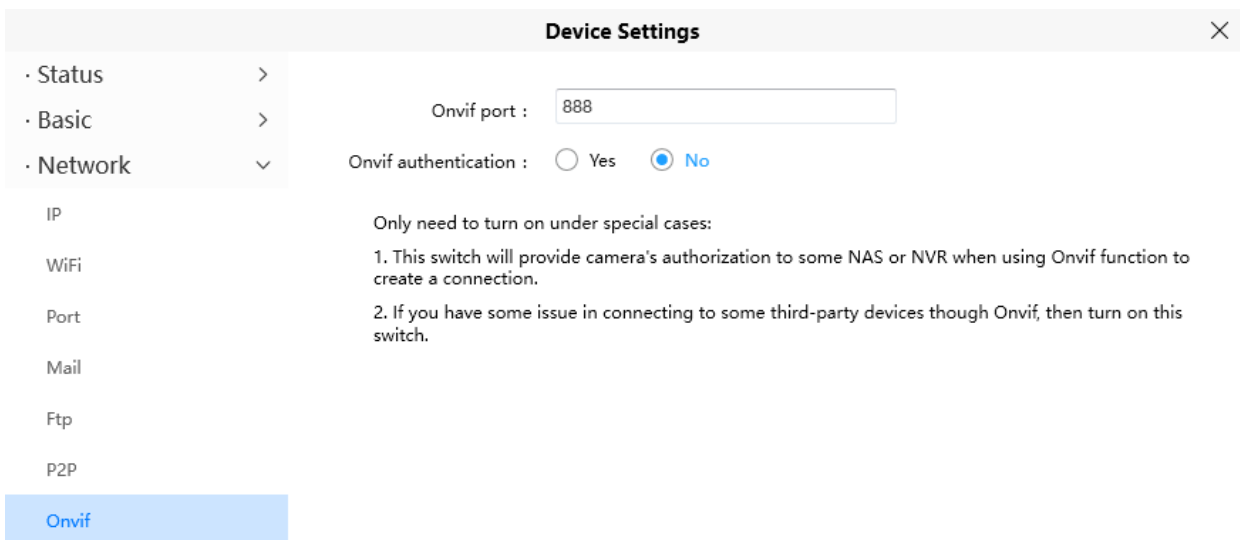 Device Settings
· Status
· Basic
· Network
IP
WiFi
Port
Mail
Ftp
P2P
Onvif
Onvif port :
888
Onvif authentication :
Yes
No
Only need to turn on under special cases:
1. This switch will provide camera's authorization to some NAS or NVR when using Onvif function to
create a connection.
2. If you have some issue in connecting to some third-party devices though Onvif, then turn on this
switch.